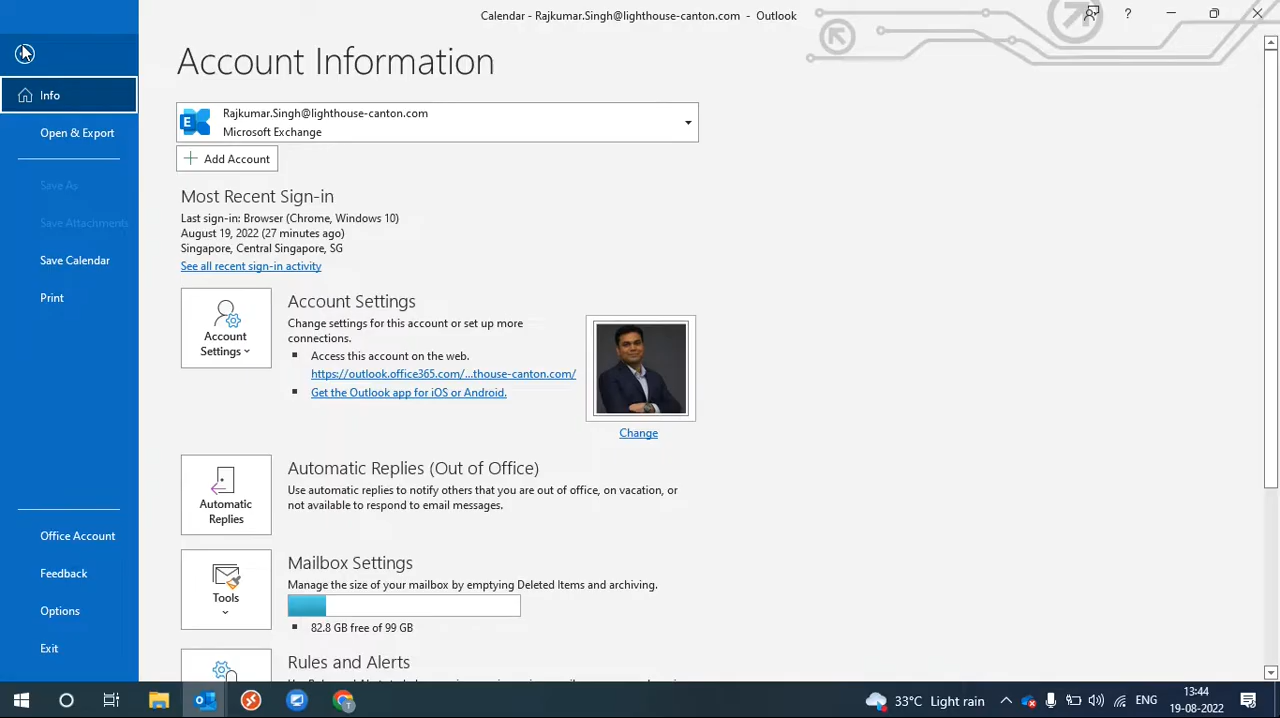 Calendar - Rajkumar.Singh@lighthouse-canton.com - Outlook
?
Account Information
Info
Open & Export
Save As
Save Attachments
Save Calendar
Print
Office Account
Feedback
Options
Exit
E
Rajkumar.Singh@lighthouse-canton.com
Microsoft Exchange
Add Account
Most Recent Sign-in
Last sign-in: Browser (Chrome, Windows 10)
August 19, 2022 (27 minutes ago)
Singapore, Central Singapore, SG
See all recent sign-in activity
Account
Settings
Account Settings
Change settings for this account or set up more
connections.
Access this account on the web.
https://outlook.office365.com/...thouse-canton.com/
Get the Outlook app for iOS or Android.
Change
Automatic
Replies
Automatic Replies (Out of Office)
Use automatic replies to notify others that you are out of office, on vacation, or
not available to respond to email messages.
Tools
Mailbox Settings
Manage the size of your mailbox by emptying Deleted Items and archiving.
82.8 GB free of 99 GB
Rules and Alerts
33°C Light rain
ENG
13:44
19-08-2022